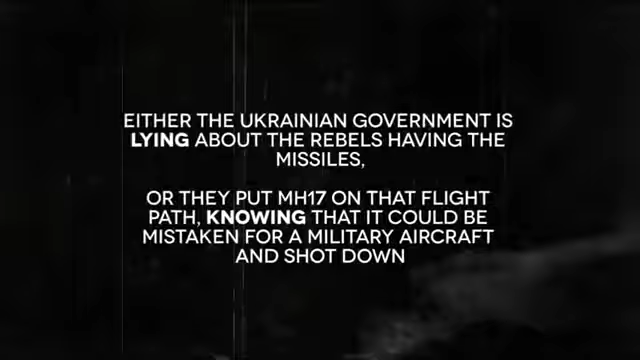 EITHER THE UKRAINIAN GOVERNMENT IS
LYING ABOUT THE REBELS HAVING THE
MISSILES,
OR THEY PUT MH17 ON THAT FLIGHT
PATH, KNOWING THAT IT COULD BE
MISTAKEN FOR A MILITARY AIRCRAFT
AND SHOT DOWN